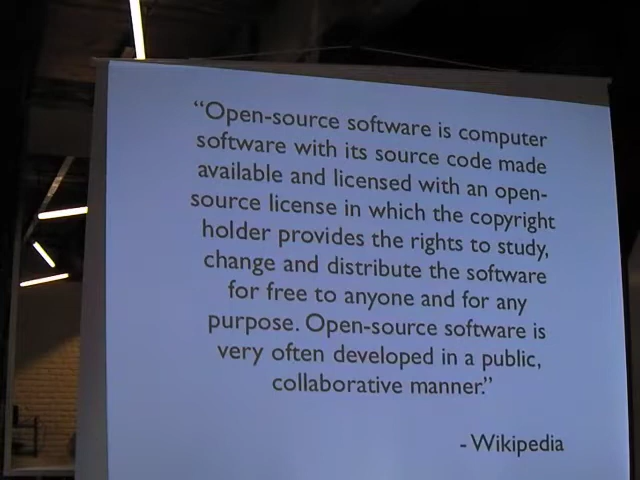 “Open-source software is computer
software with its source code made
available and licensed with an open-
source license in which the copyright
holder provides the rights to study,
change and distribute the software
for free to anyone and for any
purpose. Open-source software is
very often developed in a public,
collaborative manner.”
- Wikipedia